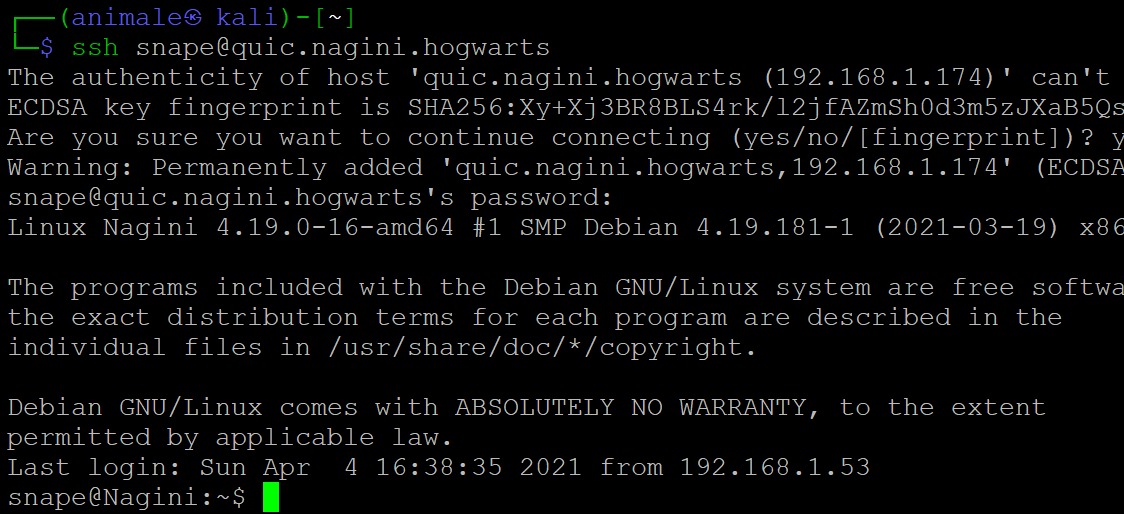 ┌──(animale㉿ kali)-[~]
└─$ ssh snape@quic.nagini.hogwarts
The authenticity of host 'quic.nagini.hogwarts (192.168.1.174)' can't
ECDSA key fingerprint is SHA256:Xy+Xj3BR8BLS4rk/l2jfAZmSh0d3m5zJXaB5Qs
Are you sure you want to continue connecting (yes/no/[fingerprint])? y
Warning: Permanently added 'quic.nagini.hogwarts,192.168.1.174' (ECDSA
snape@quic.nagini.hogwarts's password:
Linux Nagini 4.19.0-16-amd64 #1 SMP Debian 4.19.181-1 (2021-03-19) x86

The programs included with the Debian GNU/Linux system are free softwa
the exact distribution terms for each program are described in the
individual files in /usr/share/doc/*/copyright.

Debian GNU/Linux comes with ABSOLUTELY NO WARRANTY, to the extent
permitted by applicable law.
Last login: Sun Apr  4 16:38:35 2021 from 192.168.1.53
snape@Nagini:~$